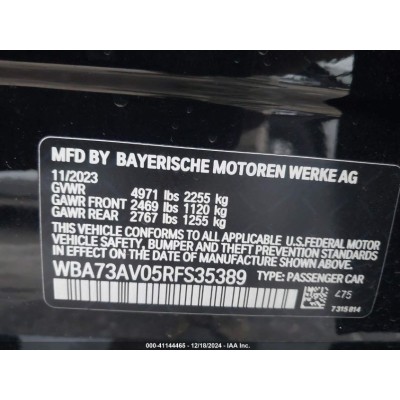 MFD BY BAYERISCHE MOTOREN WERKE AG
11/2023
GVWR 4971 lbs 2255 kg
GAWR FRONT 2469 lbs 1120 kg
GAWR REAR 2767 lbs 1255 kg
THIS VEHICLE CONFORMS TO ALL APPLICABLE FEDERAL MOTOR
VEHICLE SAFETY, BUMPER, AND THEFT PREVENTION STANDARDS
IN EFFECT ON THE DATE OF MANUFACTURE SHOWN ABOVE.
WBA73AV05RFS35389 TYPE: PASSENGER CAR
475
7315814
000-41144465 - 12/18/2024 - IAA Inc.